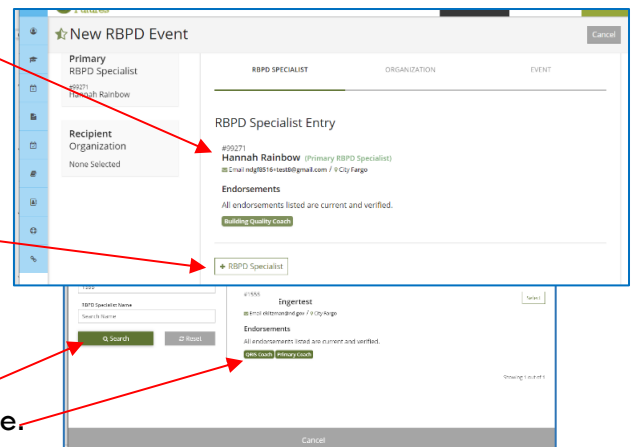 New RBPD Event
Cancel
Primary
RBPD Specialist
#99271
Hannah Rainbow
Recipient
Organization
None Selected
RBPD SPECIALIST
ORGANIZATION
EVENT
RBPD Specialist Entry
#99271
Hannah Rainbow (Primary RBPD Specialist)
Email ndgf8516+test6@gmail.com / City Fargo
Endorsements
All endorsements listed are current and verified.
Building Quality Coach
+ RBPD Specialist
RBPD Specialist Name
Search Name
Search
Reset
#1555
Engertest
Select
Endorsements
All endorsements listed are current and verified.
QRIS Coach Primary Coach
Showing 1 out of 1
Cancel
e.